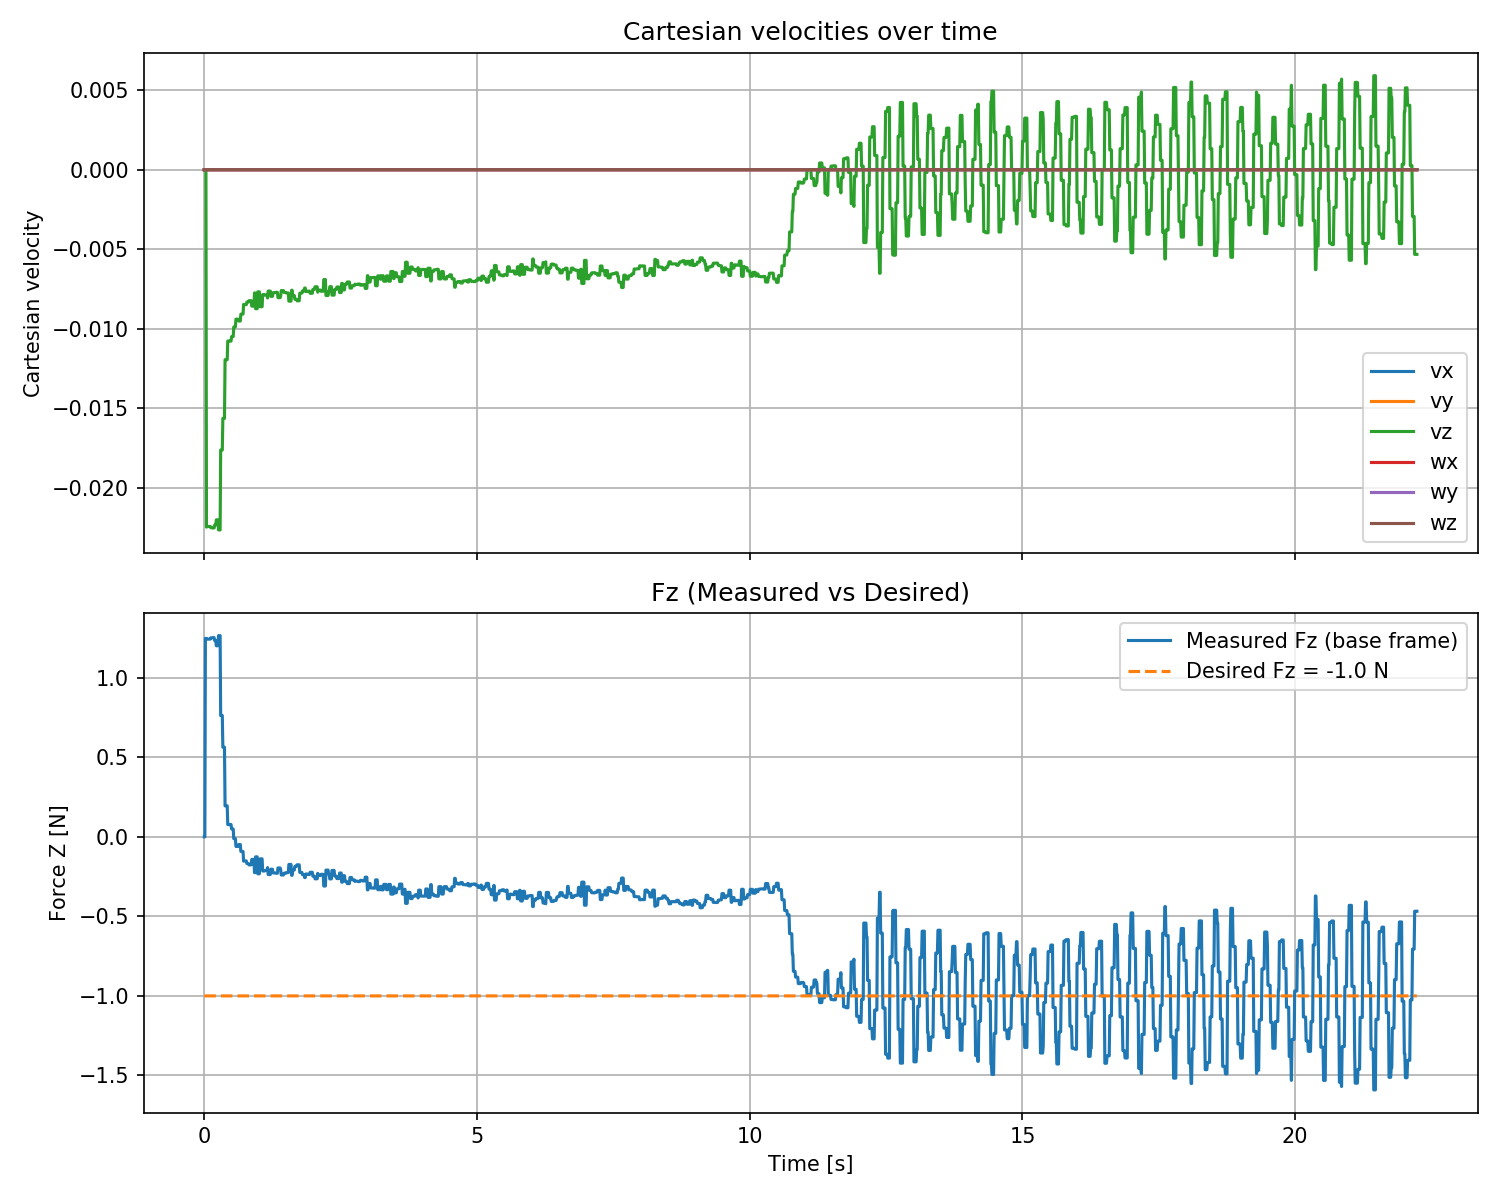 Cartesian velocities over time
Cartesian velocity
0.005
0.000
−0.005
−0.010
−0.015
−0.020
vx
vy
vz
wx
wy
wz
Fz (Measured vs Desired)
Force Z [N]
1.0
0.5
0.0
−0.5
−1.0
−1.5
Measured Fz (base frame)
Desired Fz = -1.0 N
0 5 10 15 20
Time [s]